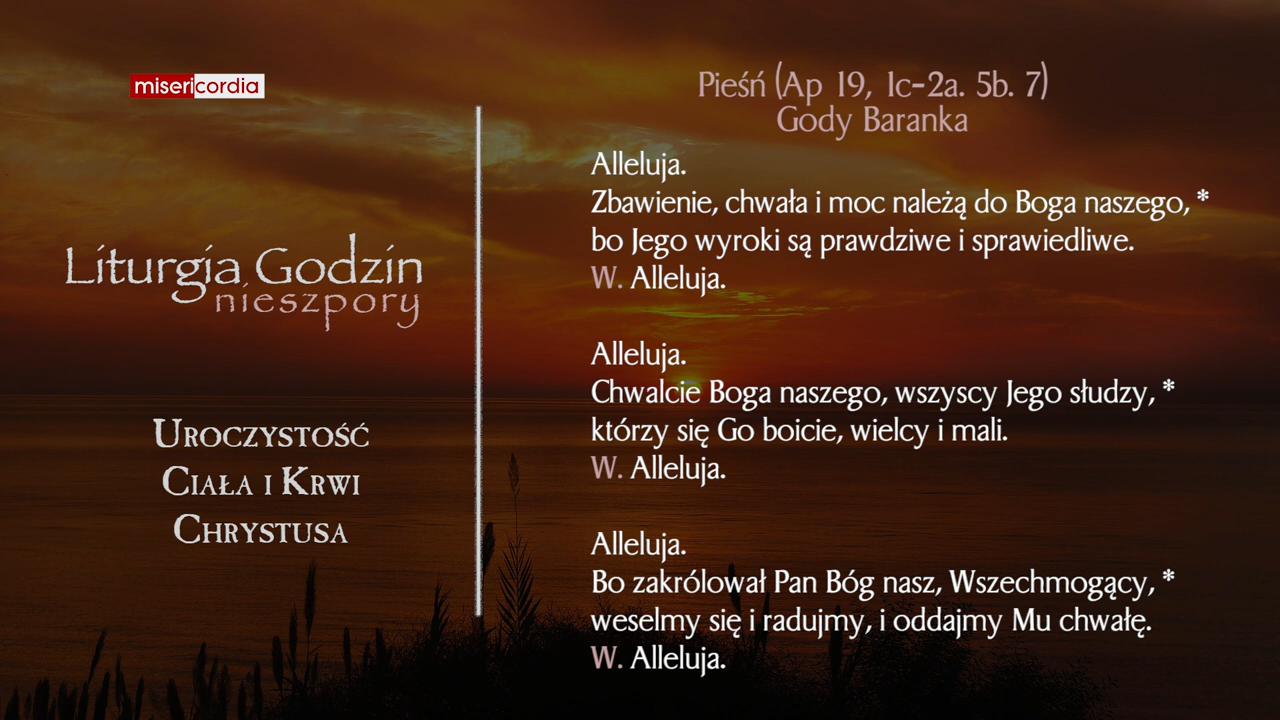 misericordia
Liturgia Godzin
nieszpory
Uroczystość
Ciała i Krwi
Chrystusa
Pieśń (Ap 19, 1c-2a. 5b. 7)
Gody Baranka
Alleluja.
Zbawienie, chwała i moc należą do Boga naszego, *
bo Jego wyroki są prawdziwe i sprawiedliwe.
W. Alleluja.
Alleluja.
Chwalcie Boga naszego, wszyscy Jego słudzy, *
którzy się Go boicie, wielcy i mali.
W. Alleluja.
Alleluja.
Bo zakrólował Pan Bóg nasz, Wszechmogący, *
weselmy się i radujmy, i oddajmy Mu chwałę.
W. Alleluja.